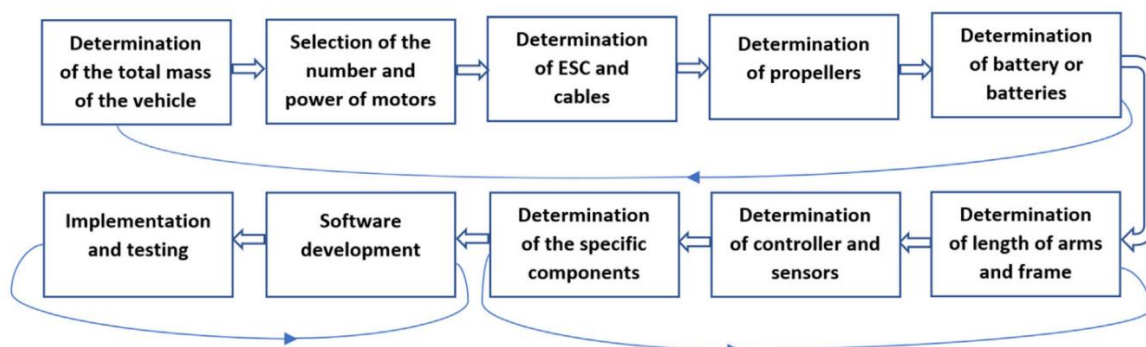 Determination
of the total mass
of the vehicle
Selection of the
number and
power of motors
Determination
of ESC and
cables
Determination
of propellers
Determination
of battery or
batteries
Implementation
and testing
Software
development
Determination
of the specific
components
Determination
of controller and
sensors
Determination
of length of arms
and frame